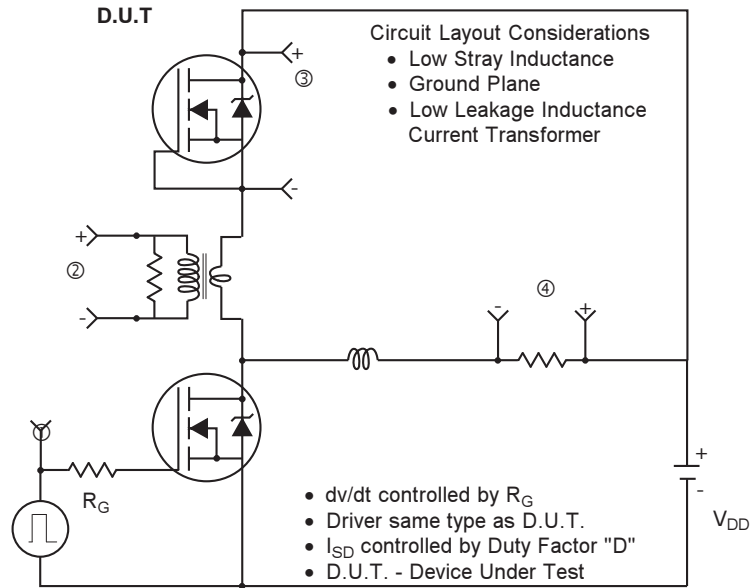 D.U.T
Circuit Layout Considerations
• Low Stray Inductance
• Ground Plane
• Low Leakage Inductance
Current Transformer
+
③
-
+
②
-
④
-
+
①
R_G
+
-
V_DD
• dv/dt controlled by R_G
• Driver same type as D.U.T.
• I_SD controlled by Duty Factor "D"
• D.U.T. - Device Under Test